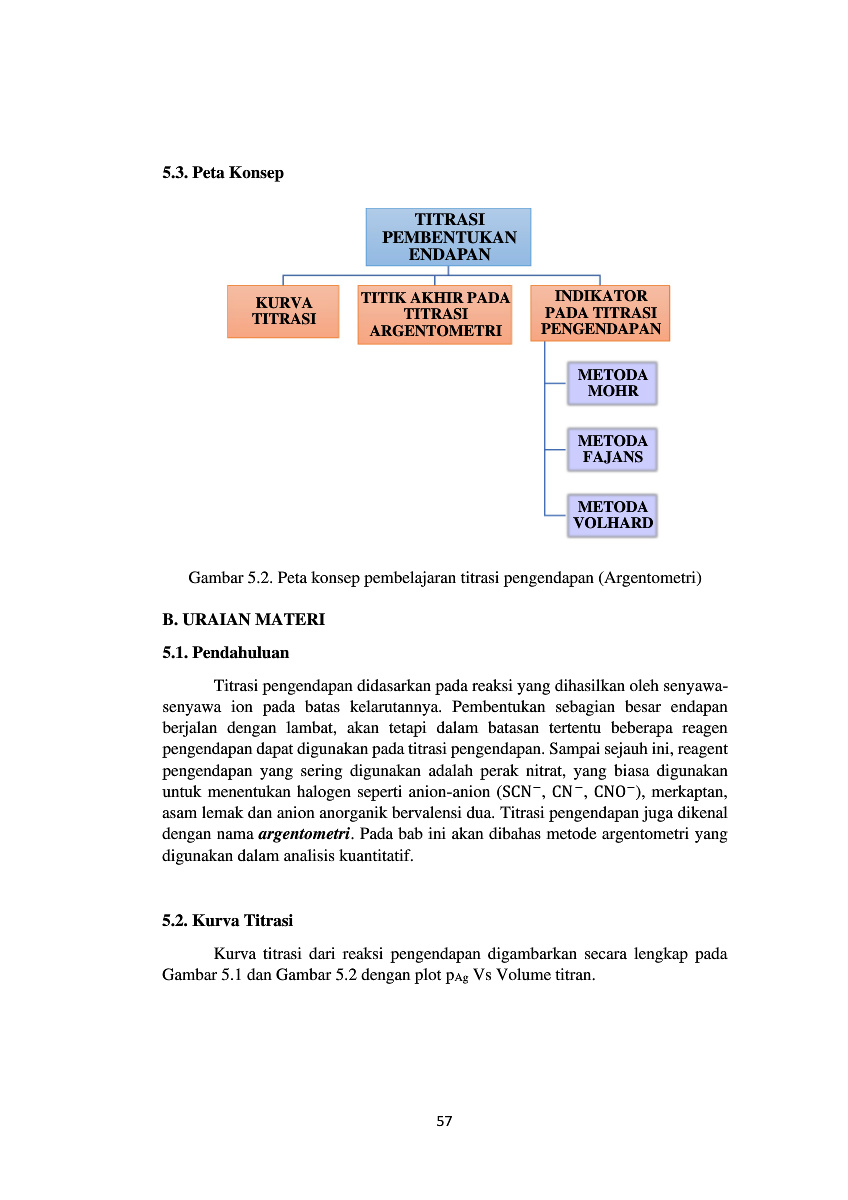 5.3. Peta Konsep
TITRASI
PEMBENTUKAN
ENDAPAN
KURVA
TITRASI
TITIK AKHIR PADA
TITRASI
ARGENTOMETRI
INDIKATOR
PADA TITRASI
PENGENDAPAN
METODA
MOHR
METODA
FAJANS
METODA
VOLHARD
Gambar 5.2. Peta konsep pembelajaran titrasi pengendapan (Argentometri)
B. URAIAN MATERI
5.1. Pendahuluan
Titrasi pengendapan didasarkan pada reaksi yang dihasilkan oleh senyawa-
senyawa ion pada batas kelarutannya. Pembentukan sebagian besar endapan
berjalan dengan lambat, akan tetapi dalam batasan tertentu beberapa reagen
pengendapan dapat digunakan pada titrasi pengendapan. Sampai sejauh ini, reagent
pengendapan yang sering digunakan adalah perak nitrat, yang biasa digunakan
untuk menentukan halogen seperti anion-anion (SCN⁻, CN⁻, CNO⁻), merkaptan,
asam lemak dan anion anorganik bervalensi dua. Titrasi pengendapan juga dikenal
dengan nama argentometri. Pada bab ini akan dibahas metode argentometri yang
digunakan dalam analisis kuantitatif.
5.2. Kurva Titrasi
Kurva titrasi dari reaksi pengendapan digambarkan secara lengkap pada
Gambar 5.1 dan Gambar 5.2 dengan plot pAg Vs Volume titran.
57